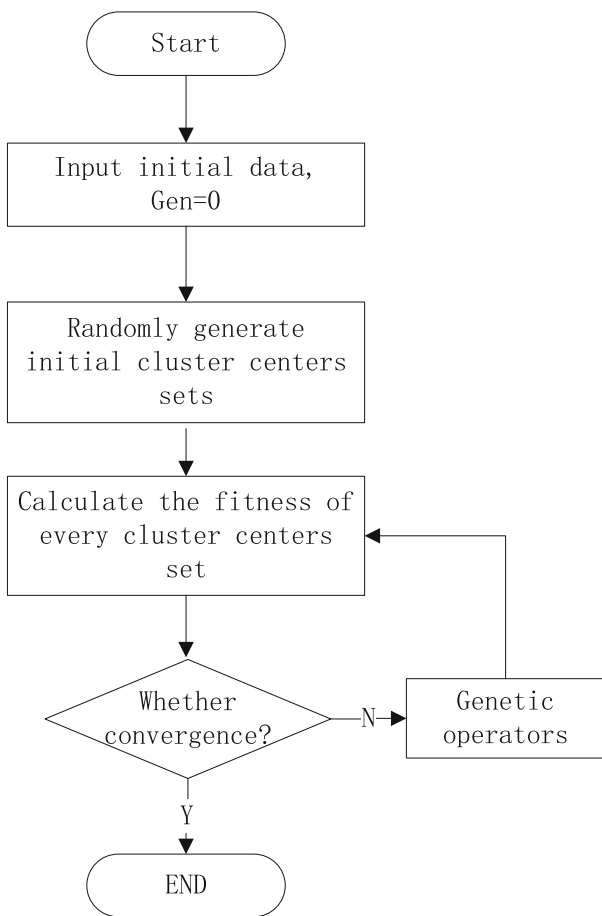 Start
Input initial data,
Gen=0
Randomly generate
initial cluster centers
sets
Calculate the fitness of
every cluster centers
set
Whether
convergence?
N
Genetic
operators
Y
END